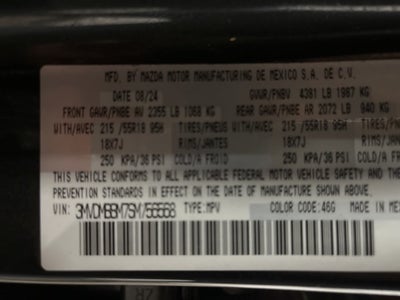 MFD. BY MAZDA MOTOR MANUFACTURING DE MEXICO S.A. DE C.V.
DATE 08/24 GVWR/PNBV 4381 LB 1987 KG
FRONT GAWR/PNBE AV 2355 LB 1068 KG REAR GAWR/PNBE AR 2072 LB 940 KG
WITH/AVEC 215 /55R18 95H TIRES/PNEUS WITH/AVEC 215 /55R18 95H TIRES/PN
18X7J RIMS/JANTES 18X7J RIMS/JAN
250 KPA/36 PSI COLD/A FROID 250 KPA/36 PSI COLD/A
THIS VEHICLE CONFORMS TO ALL APPLICABLE FEDERAL MOTOR VEHICLE SAFETY AND THE
PREVENTION STANDARDS IN EFFECT ON THE DATE OF MANUFACTURE SHOWN ABOVE.
VIN: TYPE:MPV COLOR CODE:46G MADE IN ME